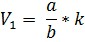 V₁ = a/b * k